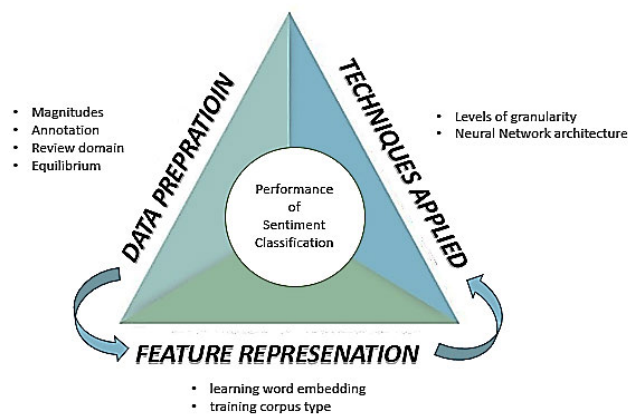 DATA PREPRATIOIN
• Magnitudes
• Annotation
• Review domain
• Equilibrium
TECHNIQUES APPLIED
• Levels of granularity
• Neural Network architecture
Performance
of
Sentiment
Classification
FEATURE REPRESENATION
• learning word embedding
• training corpus type